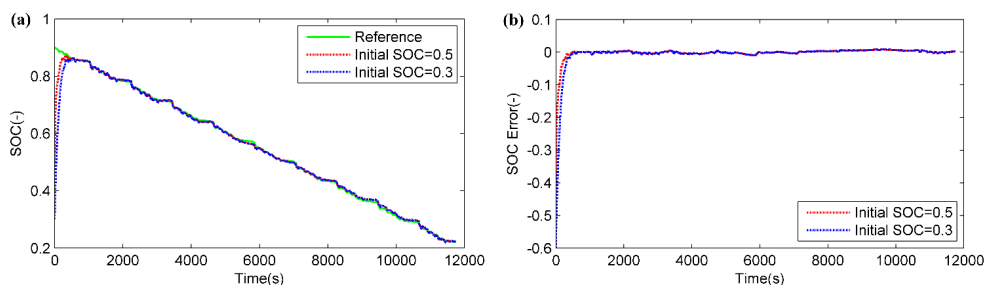 (a)
1
0.8
0.6
0.4
0.2
SOC(-)
0 2000 4000 6000 8000 10000 12000
Time(s)
Reference
Initial SOC=0.5
Initial SOC=0.3
(b)
0.1
0
-0.1
-0.2
-0.3
-0.4
-0.5
-0.6
SOC Error(-)
0 2000 4000 6000 8000 10000 12000
Time(s)
Initial SOC=0.5
Initial SOC=0.3